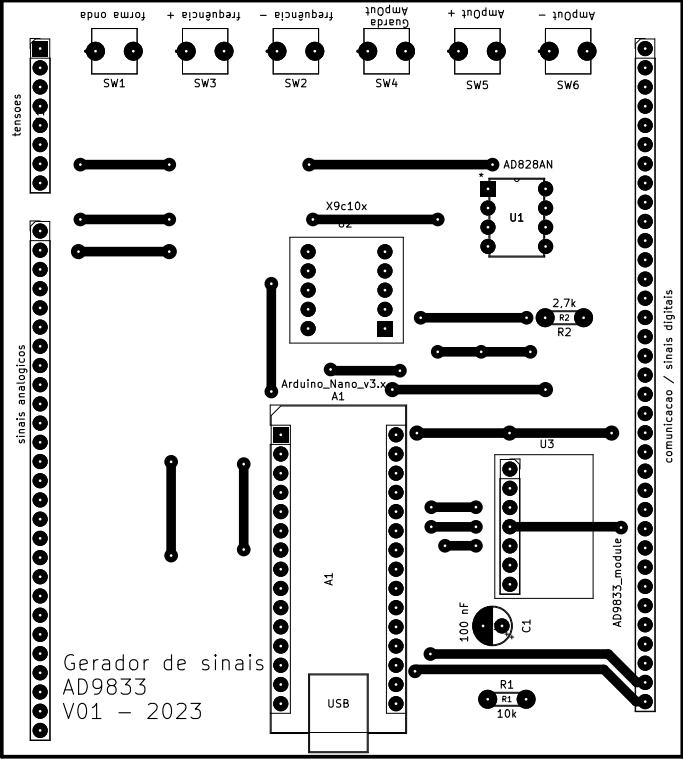 forma onda
frequência +
frequência −
Guarda
AmpOut
AmpOut +
AmpOut −
SW1
SW3
SW2
SW4
SW5
SW6
tensoes
AD828AN
*
U1
X9c10x
U2
2,7k
R2
R2
sinais analogicos
comunicacao / sinais digitais
Arduino_Nano_v3.x
A1
U3
A1
AD9833_module
100 nF
C1
+
Gerador de sinais
AD9833
V01 − 2023
USB
R1
R1
10k